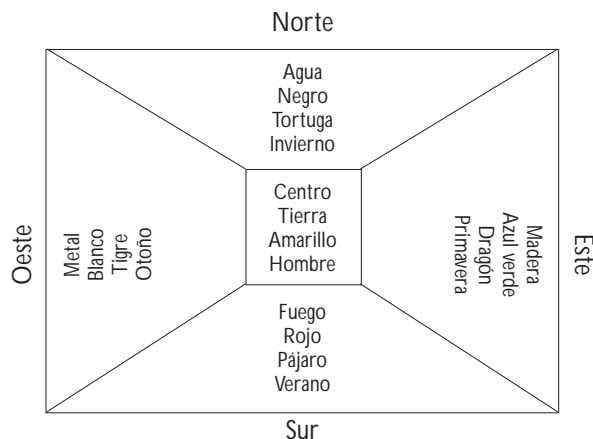 Norte
Agua
Negro
Tortuga
Invierno
Oeste
Metal
Blanco
Tigre
Otoño
Centro
Tierra
Amarillo
Hombre
Madera
Azul verde
Dragón
Primavera
Este
Fuego
Rojo
Pájaro
Verano
Sur